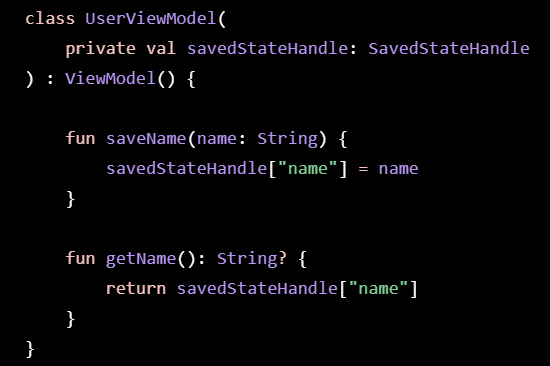 class UserViewModel(
    private val savedStateHandle: SavedStateHandle
) : ViewModel() {

    fun saveName(name: String) {
        savedStateHandle["name"] = name
    }

    fun getName(): String? {
        return savedStateHandle["name"]
    }
}